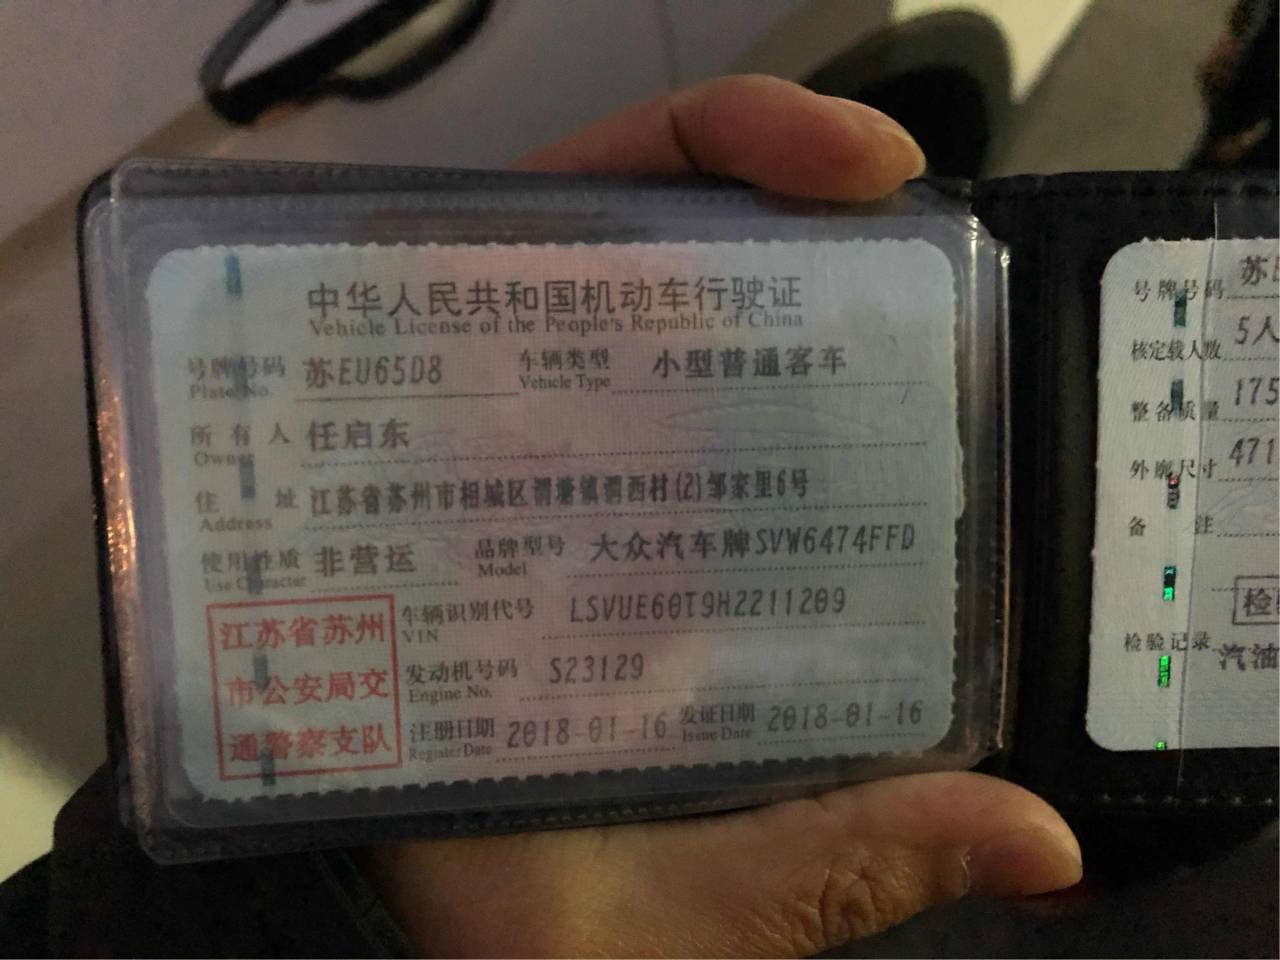 中华人民共和国机动车行驶证
Vehicle License of the People's Republic of China
号牌号码 苏EU65D8 车辆类型 小型普通客车
Plate No. Vehicle Type
所有人 任启东
Owner
住址 江苏省苏州市相城区渭塘镇渭西村(2)邹家里6号
Address
使用性质 非营运 品牌型号 大众汽车牌SVW6474FFD
Use Character Model
车辆识别代号 LSVUE60T9H2211209
VIN
发动机号码 S23129
Engine No.
注册日期 2018-01-16 发证日期 2018-01-16
Register Date Issue Date
江苏省苏州
市公安局交
通警察支队
号牌号码 苏
核定载人数 5人
整备质量 175
外廓尺寸 471
备注
检
检验记录 汽油